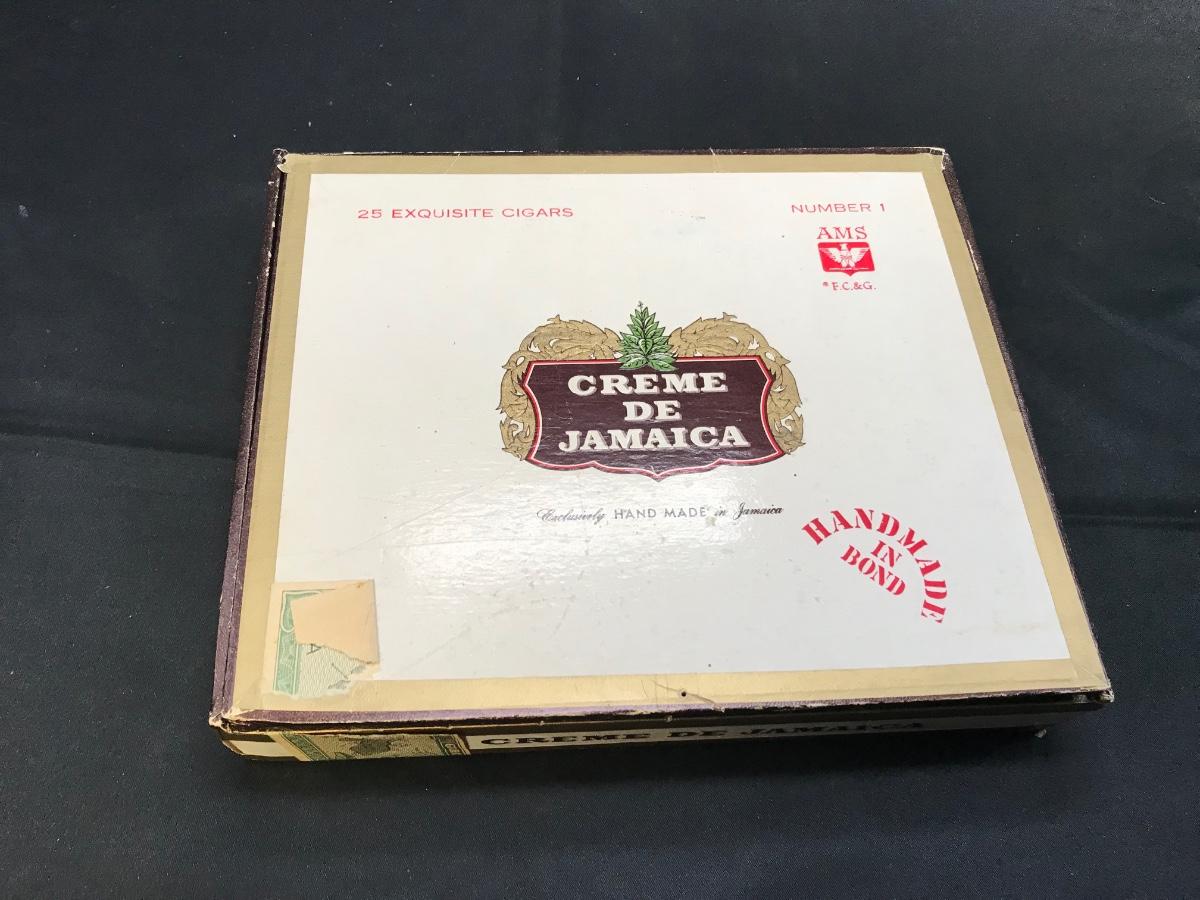 25 EXQUISITE CIGARS
NUMBER 1
AMS
® F.C.&G.
CREME
DE
JAMAICA
Exclusively HAND MADE in Jamaica
HANDMADE
IN
BOND
CREME DE JAMAICA